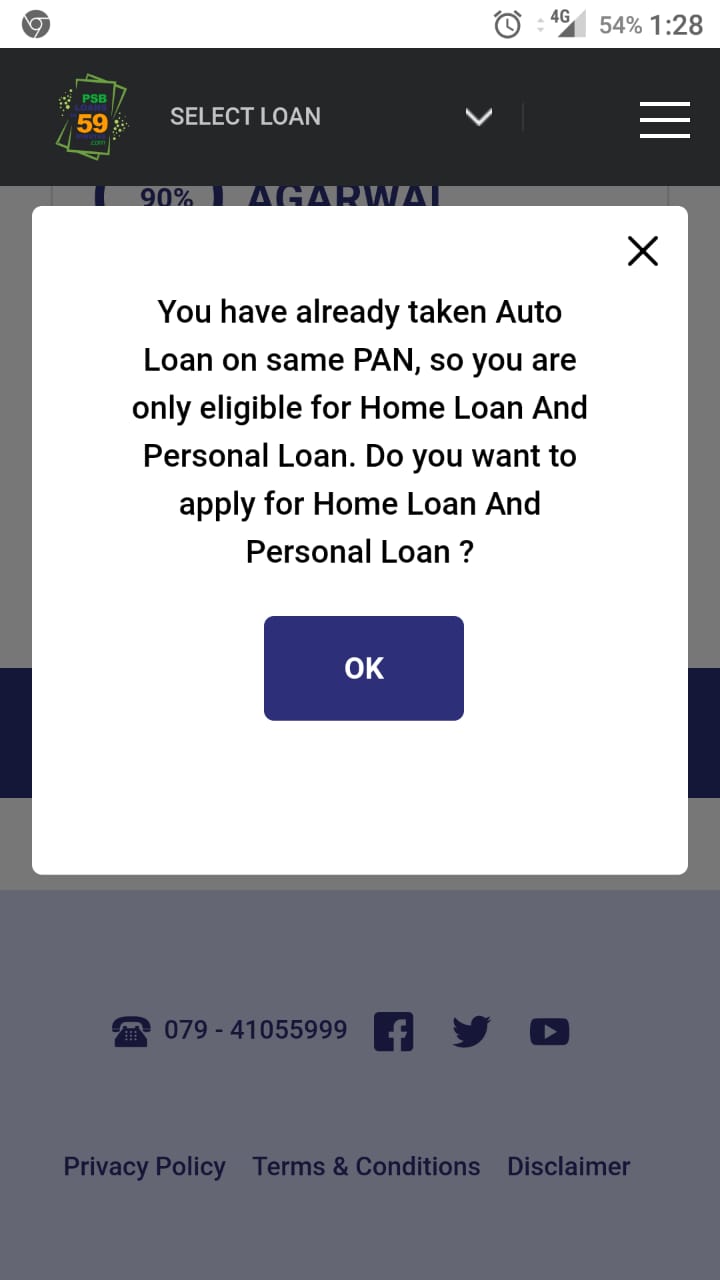 4G 54% 1:28
PSB
LOANS
59
minutes
.com
SELECT LOAN
90% AGARWAL
You have already taken Auto
Loan on same PAN, so you are
only eligible for Home Loan And
Personal Loan. Do you want to
apply for Home Loan And
Personal Loan ?
OK
079 - 41055999
Privacy Policy Terms & Conditions Disclaimer